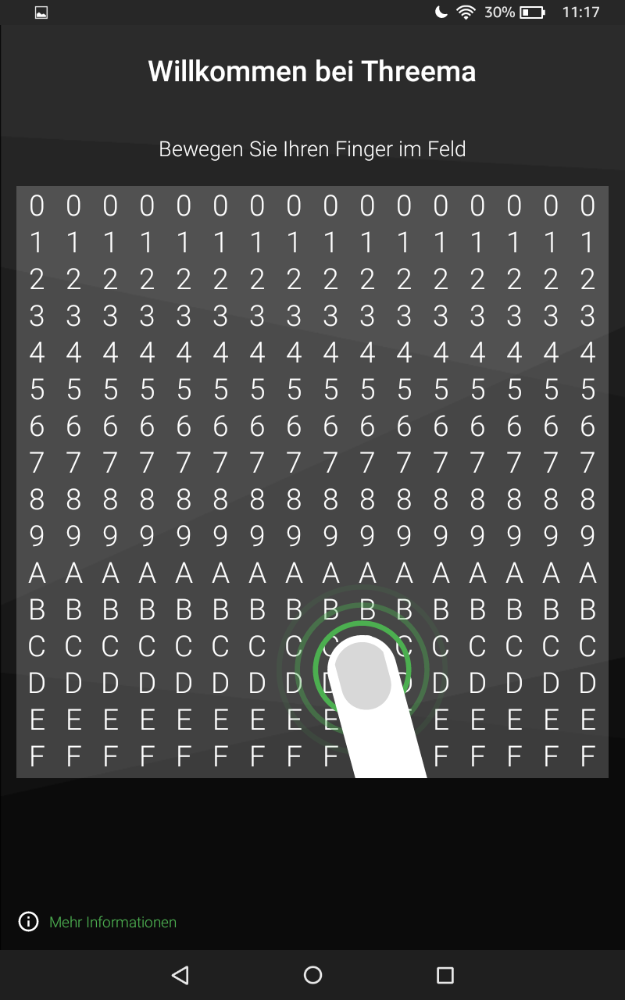 30% 11:17
Willkommen bei Threema
Bewegen Sie Ihren Finger im Feld
0 0 0 0 0 0 0 0 0 0 0 0 0 0 0 0
1 1 1 1 1 1 1 1 1 1 1 1 1 1 1 1
2 2 2 2 2 2 2 2 2 2 2 2 2 2 2 2
3 3 3 3 3 3 3 3 3 3 3 3 3 3 3 3
4 4 4 4 4 4 4 4 4 4 4 4 4 4 4 4
5 5 5 5 5 5 5 5 5 5 5 5 5 5 5 5
6 6 6 6 6 6 6 6 6 6 6 6 6 6 6 6
7 7 7 7 7 7 7 7 7 7 7 7 7 7 7 7
8 8 8 8 8 8 8 8 8 8 8 8 8 8 8 8
9 9 9 9 9 9 9 9 9 9 9 9 9 9 9 9
A A A A A A A A A A A A A A A A
B B B B B B B B B B B B B B B B
C C C C C C C C C C C C C C C
D D D D D D D D D D D D D D D
E E E E E E E E E E E E E E
F F F F F F F F F F F F F F
Mehr Informationen